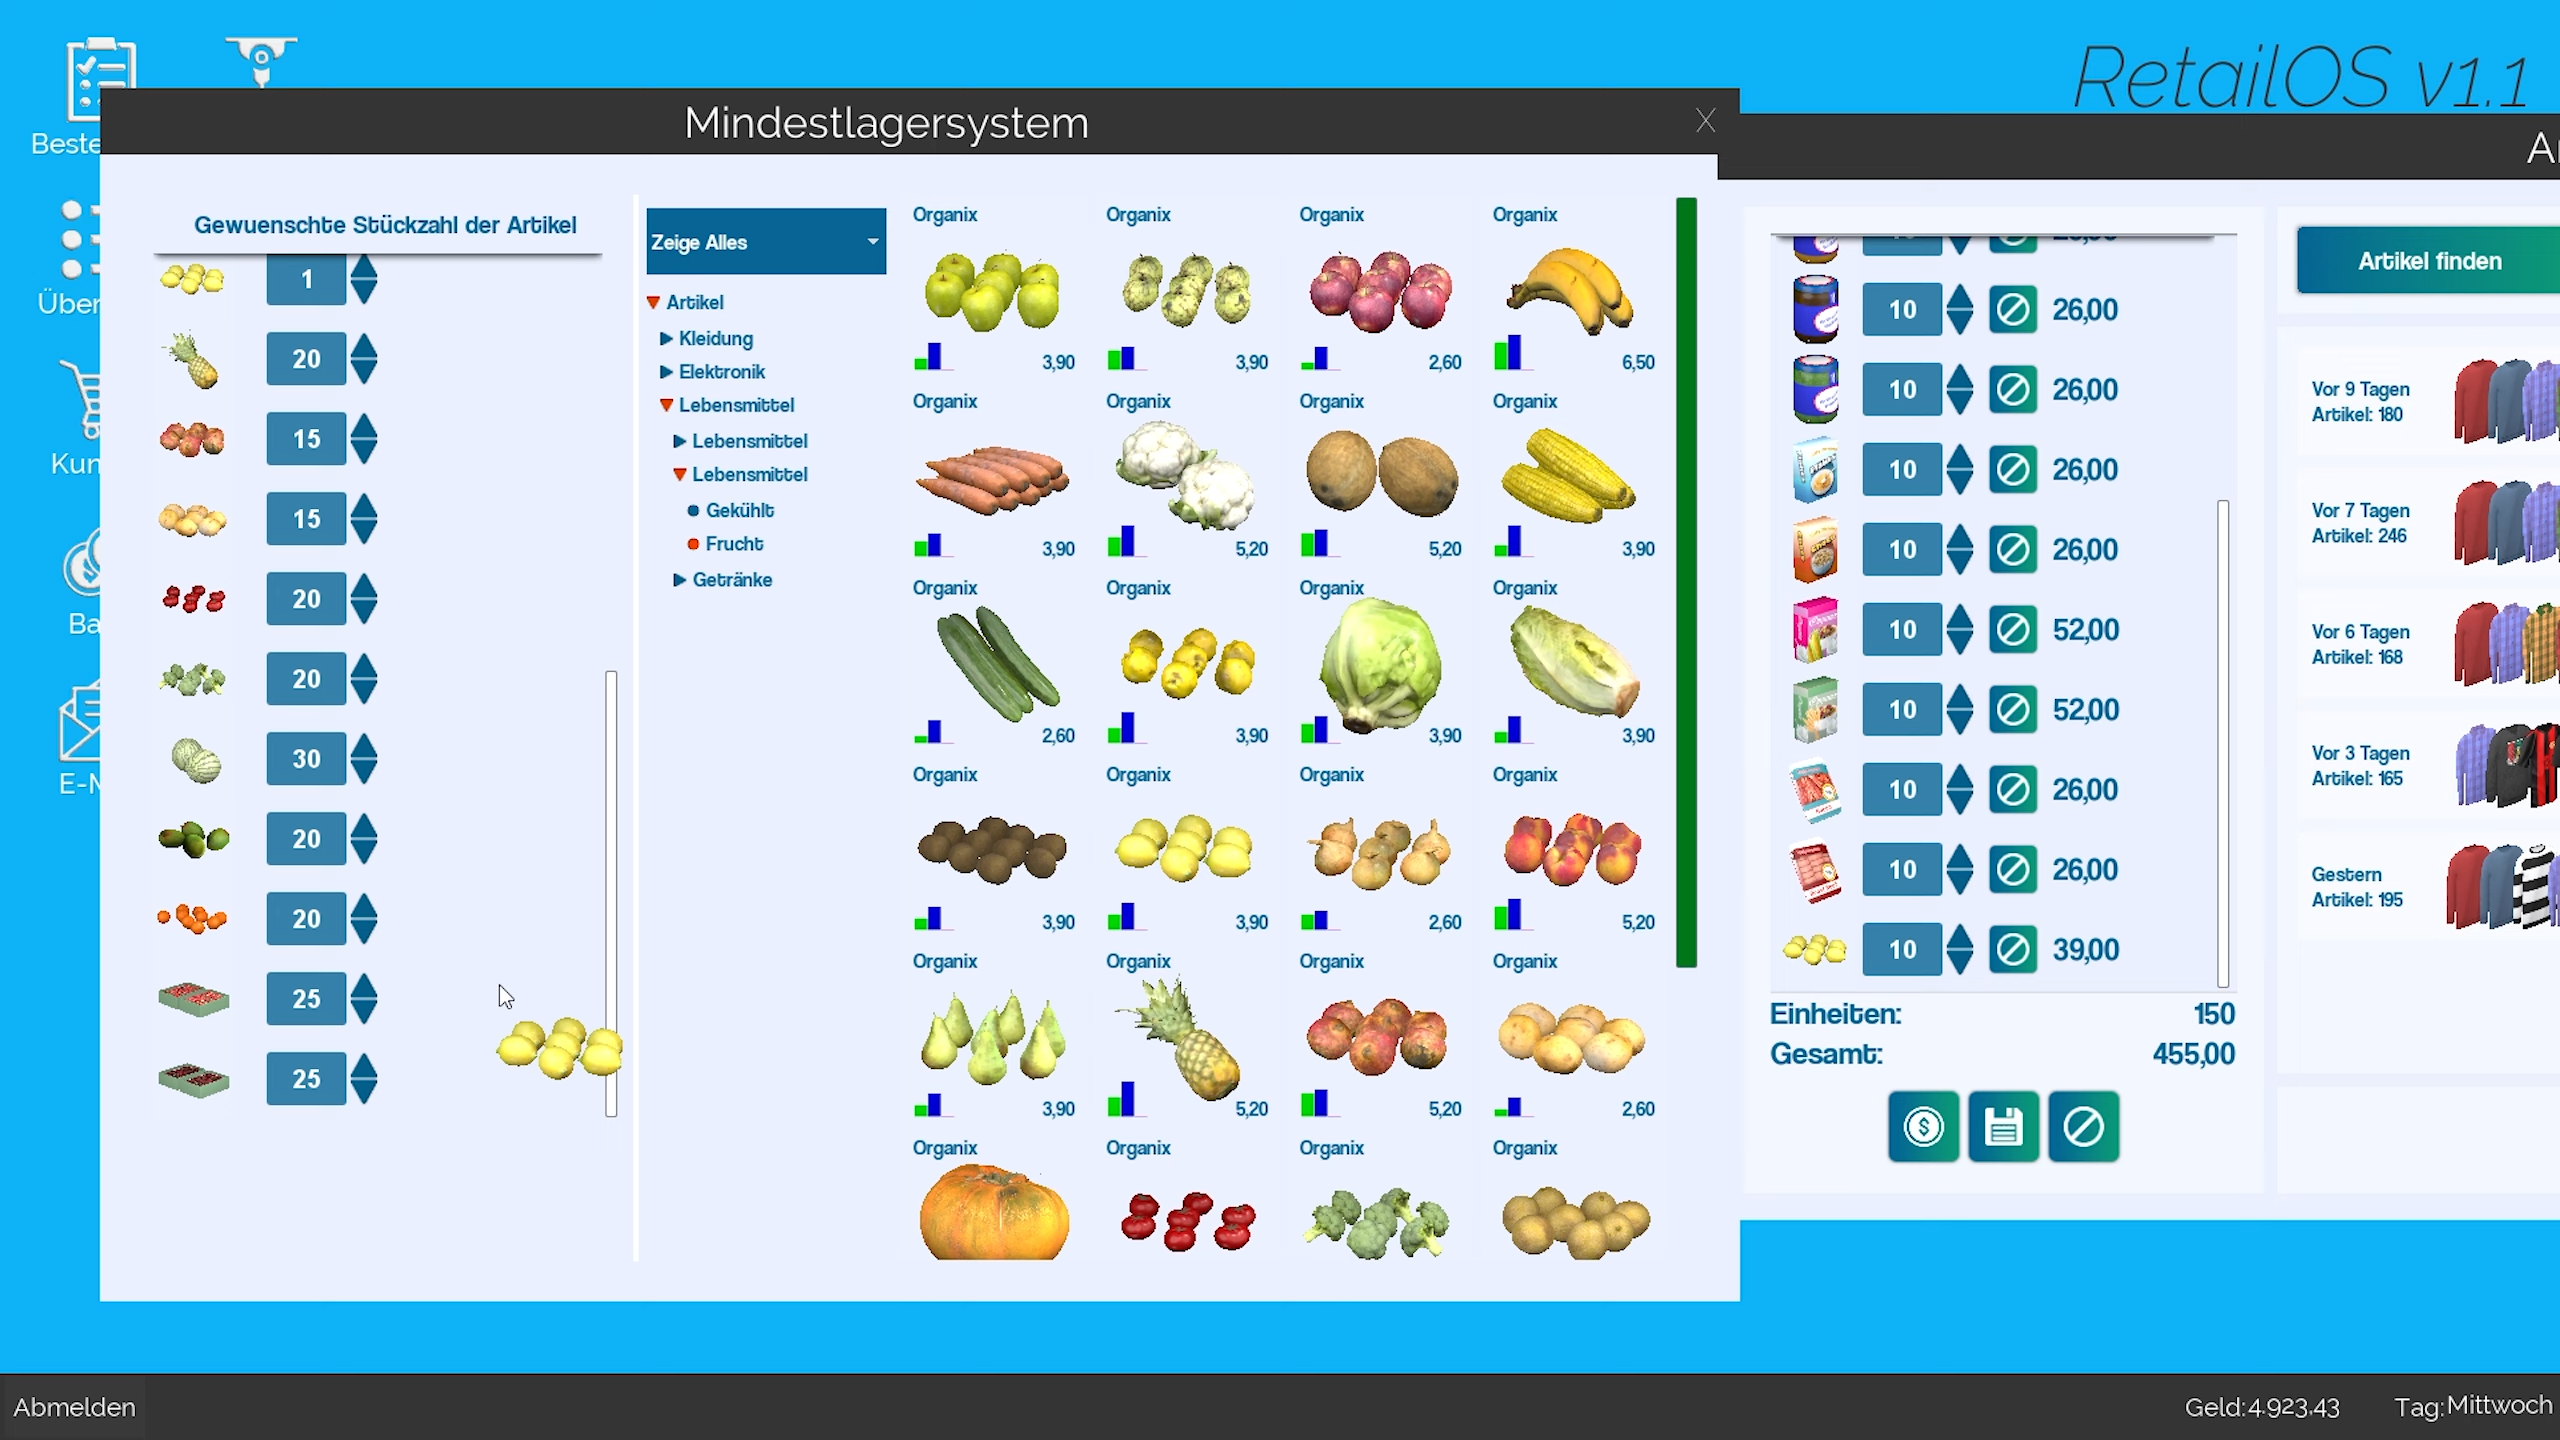 RetailOS v1.1
Mindestlagersystem
X
Gewuenschte Stückzahl der Artikel
1
20
15
15
20
20
30
20
20
25
25
Zeige Alles
Artikel
Kleidung
Elektronik
Lebensmittel
Lebensmittel
Lebensmittel
Gekühlt
Frucht
Getränke
Organix Organix Organix Organix
3,90 3,90 2,60 6,50
Organix Organix Organix Organix
3,90 5,20 5,20 3,90
Organix Organix Organix Organix
2,60 3,90 3,90 3,90
Organix Organix Organix Organix
3,90 3,90 2,60 5,20
Organix Organix Organix Organix
3,90 5,20 5,20 2,60
Organix Organix Organix Organix
10 26,00
10 26,00
10 26,00
10 26,00
10 52,00
10 52,00
10 26,00
10 26,00
10 39,00
Einheiten: 150
Gesamt: 455,00
Artikel finden
Vor 9 Tagen
Artikel: 180
Vor 7 Tagen
Artikel: 246
Vor 6 Tagen
Artikel: 168
Vor 3 Tagen
Artikel: 165
Gestern
Artikel: 195
Abmelden
Geld:4.923,43
Tag:Mittwoch